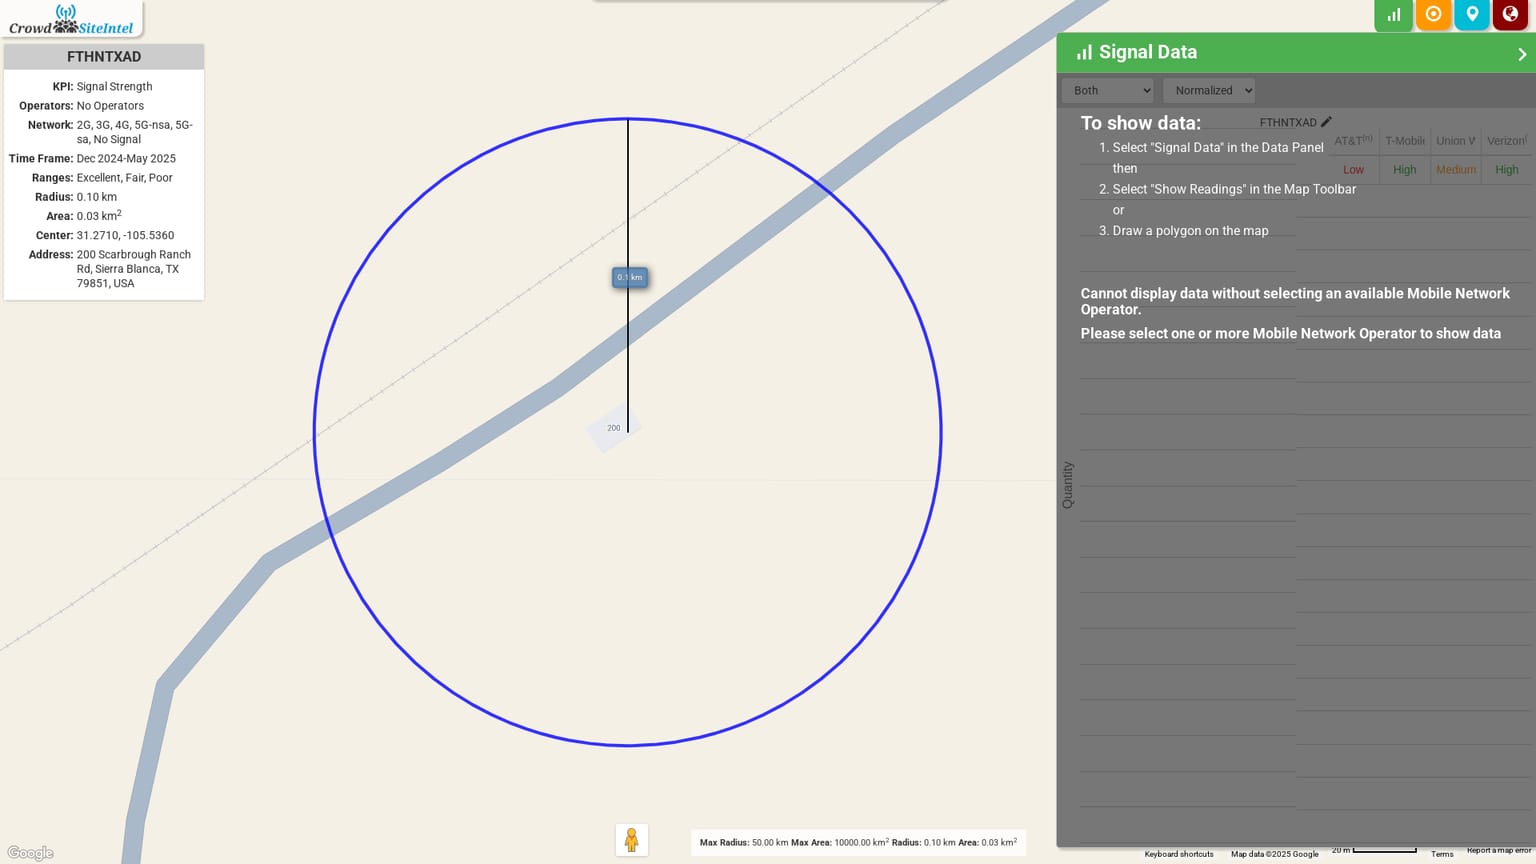 Crowd SiteIntel
FTHNTXAD
KPI: Signal Strength
Operators: No Operators
Network: 2G, 3G, 4G, 5G-nsa, 5G-
sa, No Signal
Time Frame: Dec 2024-May 2025
Ranges: Excellent, Fair, Poor
Radius: 0.10 km
Area: 0.03 km²
Center: 31.2710, -105.5360
Address: 200 Scarbrough Ranch
Rd, Sierra Blanca, TX
79851, USA
0.1 km
200
Signal Data
Both Normalized
To show data:
FTHNTXAD
1. Select "Signal Data" in the Data Panel
then
2. Select "Show Readings" in the Map Toolbar
or
3. Draw a polygon on the map
AT&T(n) T-Mobile Union W Verizon(
Low High Medium High
Cannot display data without selecting an available Mobile Network
Operator.
Please select one or more Mobile Network Operator to show data
Quantity
Google
Max Radius: 50.00 km Max Area: 10000.00 km² Radius: 0.10 km Area: 0.03 km²
Keyboard shortcuts Map data ©2025 Google 20 m Terms Report a map error